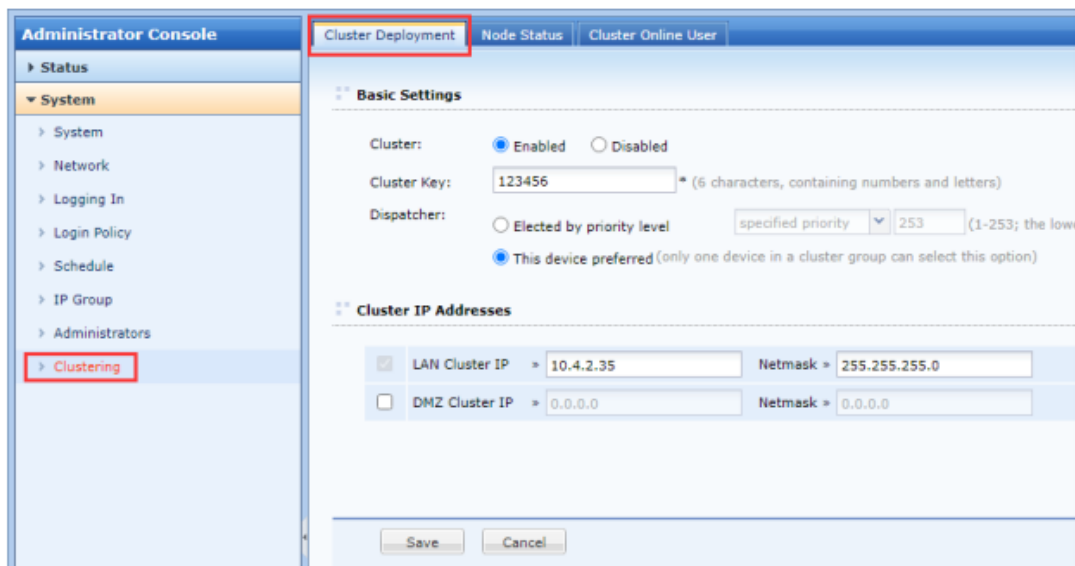 Administrator Console
Status
System
System
Network
Logging In
Login Policy
Schedule
IP Group
Administrators
Clustering
Cluster Deployment Node Status Cluster Online User
Basic Settings
Cluster: Enabled Disabled
Cluster Key: 123456 * (6 characters, containing numbers and letters)
Dispatcher: Elected by priority level specified priority 253 (1-253; the lowe
This device preferred (only one device in a cluster group can select this option)
Cluster IP Addresses
LAN Cluster IP » 10.4.2.35 Netmask » 255.255.255.0
DMZ Cluster IP » 0.0.0.0 Netmask » 0.0.0.0
Save Cancel